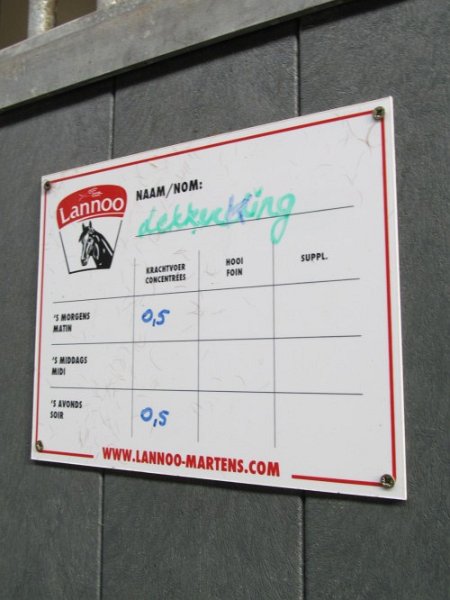 Lannoo
NAAM/NOM:
dekkerKing
KRACHTVOER
CONCENTRÉES
HOOI
FOIN
SUPPL.
'S MORGENS
MATIN
0,5
'S MIDDAGS
MIDI
'S AVONDS
SOIR
0,5
WWW.LANNOO-MARTENS.COM